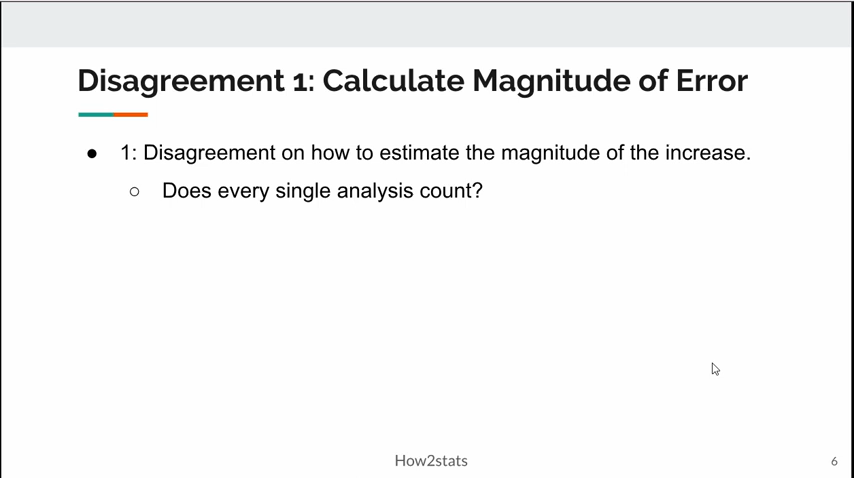 Disagreement 1: Calculate Magnitude of Error
● 1: Disagreement on how to estimate the magnitude of the increase.
○ Does every single analysis count?
How2stats
6